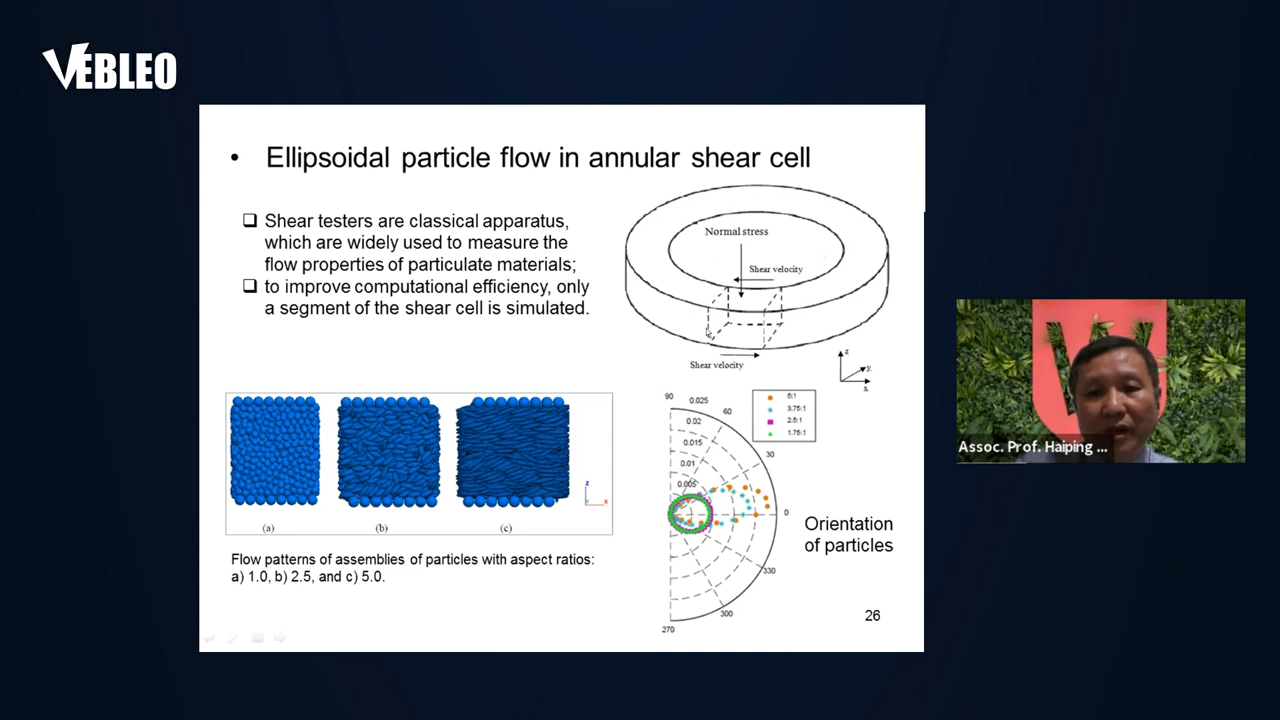 VEBLEO
• Ellipsoidal particle flow in annular shear cell
❑ Shear testers are classical apparatus,
which are widely used to measure the
flow properties of particulate materials;
❑ to improve computational efficiency, only
a segment of the shear cell is simulated.
Normal stress
Shear velocity
Shear velocity
z
y
x
z
x
(a)
(b)
(c)
Flow patterns of assemblies of particles with aspect ratios:
a) 1.0, b) 2.5, and c) 5.0.
90
0.025
60
0.02
0.015
30
0.01
0.005
0
330
300
270
5:1
3.75:1
2.5:1
1.75:1
Orientation
of particles
26
Assoc. Prof. Haiping ...